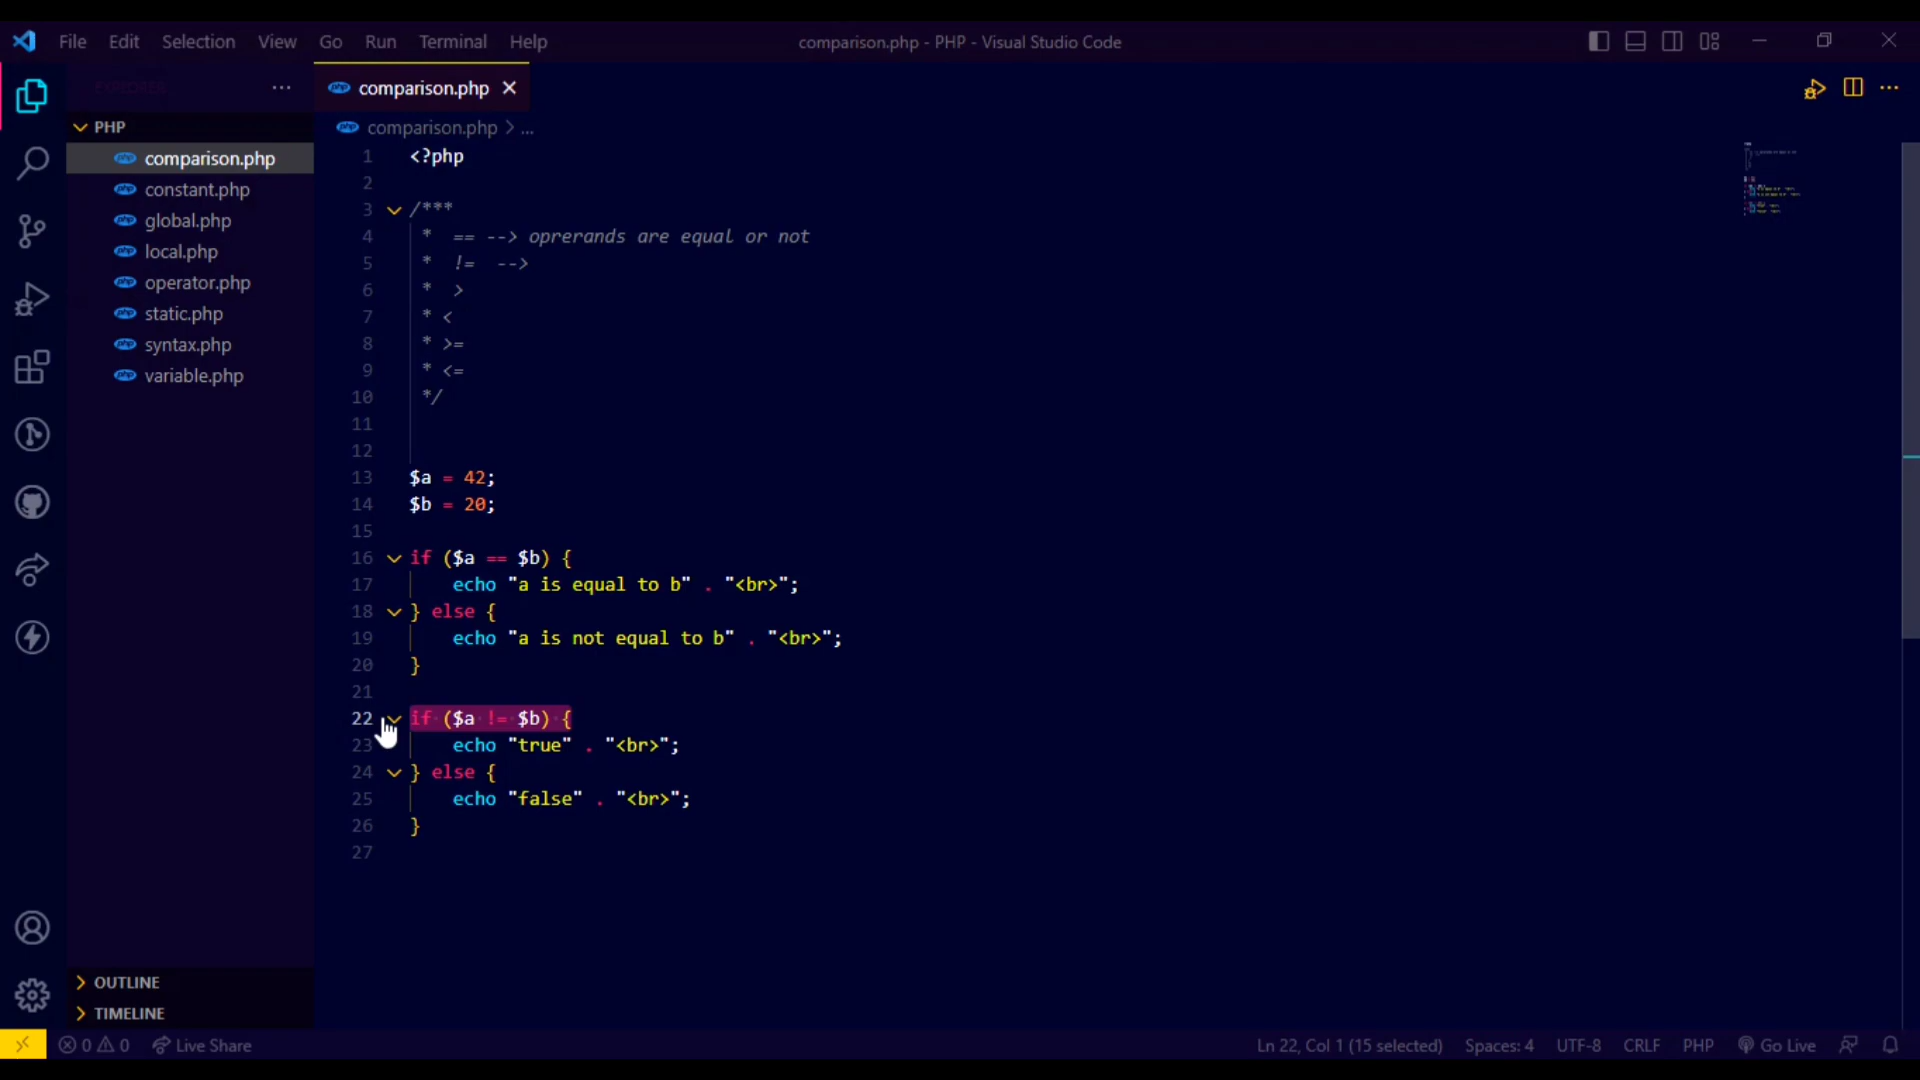 File Edit Selection View Go Run Terminal Help
comparison.php - PHP - Visual Studio Code
EXPLORER
comparison.php
PHP
comparison.php
constant.php
global.php
local.php
operator.php
static.php
syntax.php
variable.php
OUTLINE
TIMELINE
comparison.php > ...
1 <?php
2
3 /***
4 * == --> oprerands are equal or not
5 * != -->
6 * >
7 * <
8 * >=
9 * <=
10 */
11
12
13 $a = 42;
14 $b = 20;
15
16 if ($a == $b) {
17 echo "a is equal to b" . "<br>";
18 } else {
19 echo "a is not equal to b" . "<br>";
20 }
21
22 if ($a != $b) {
23 echo "true" . "<br>";
24 } else {
25 echo "false" . "<br>";
26 }
27
0 0 Live Share
Ln 22, Col 1 (15 selected) Spaces: 4 UTF-8 CRLF PHP Go Live